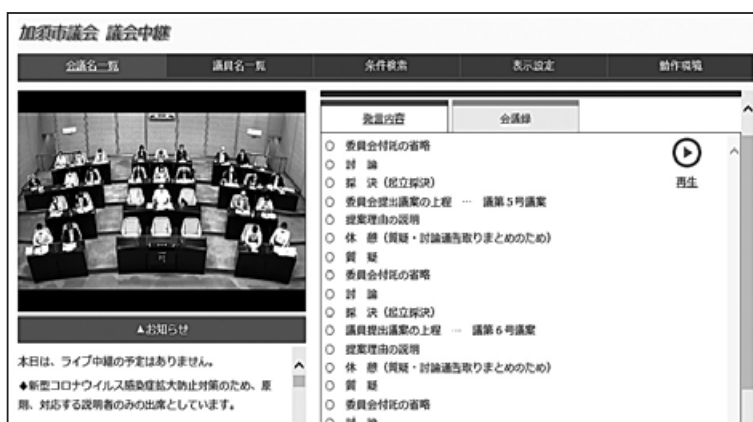 加須市議会 議会中継
会議名一覧 議員名一覧 条件検索 表示設定 動作環境
発言内容 会議録
○ 委員会付託の省略
○ 討 論
○ 採 決（起立採決）
○ 委員会提出議案の上程 … 議第5号議案
○ 提案理由の説明
○ 休 憩（質疑・討論通告取りまとめのため）
○ 質 疑
○ 委員会付託の省略
○ 討 論
○ 採 決（起立採決）
○ 議員提出議案の上程 … 議第6号議案
○ 提案理由の説明
○ 休 憩（質疑・討論通告取りまとめのため）
○ 質 疑
○ 委員会付託の省略
○ 討 論
再生
▲お知らせ
本日は、ライブ中継の予定はありません。
◆新型コロナウイルス感染症拡大防止対策のため、原
則、対応する説明者のみの出席としています。